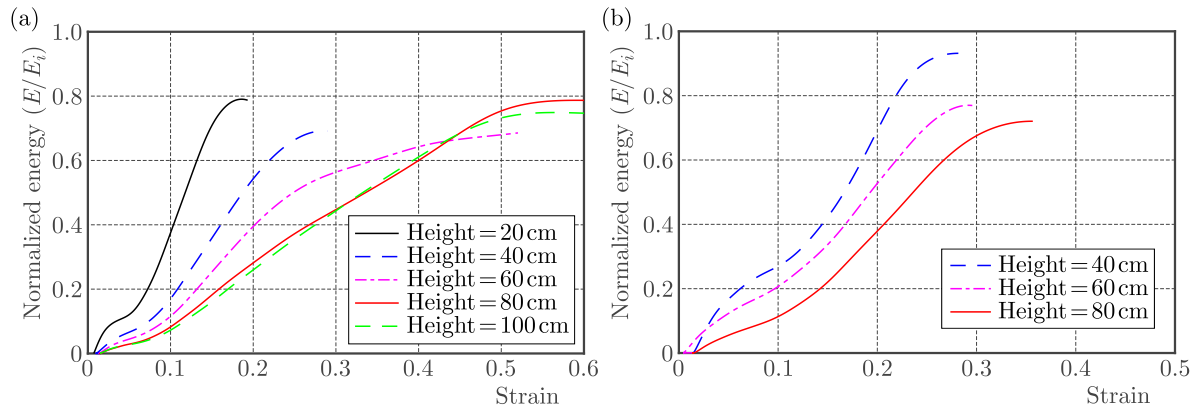 (a)
Normalized energy (E/E_i)
1.0
0.8
0.6
0.4
0.2
0
Height = 20 cm
Height = 40 cm
Height = 60 cm
Height = 80 cm
Height = 100 cm
0 0.1 0.2 0.3 0.4 0.5 0.6
Strain
(b)
Normalized energy (E/E_i)
1.0
0.8
0.6
0.4
0.2
0
Height = 40 cm
Height = 60 cm
Height = 80 cm
0 0.1 0.2 0.3 0.4 0.5
Strain